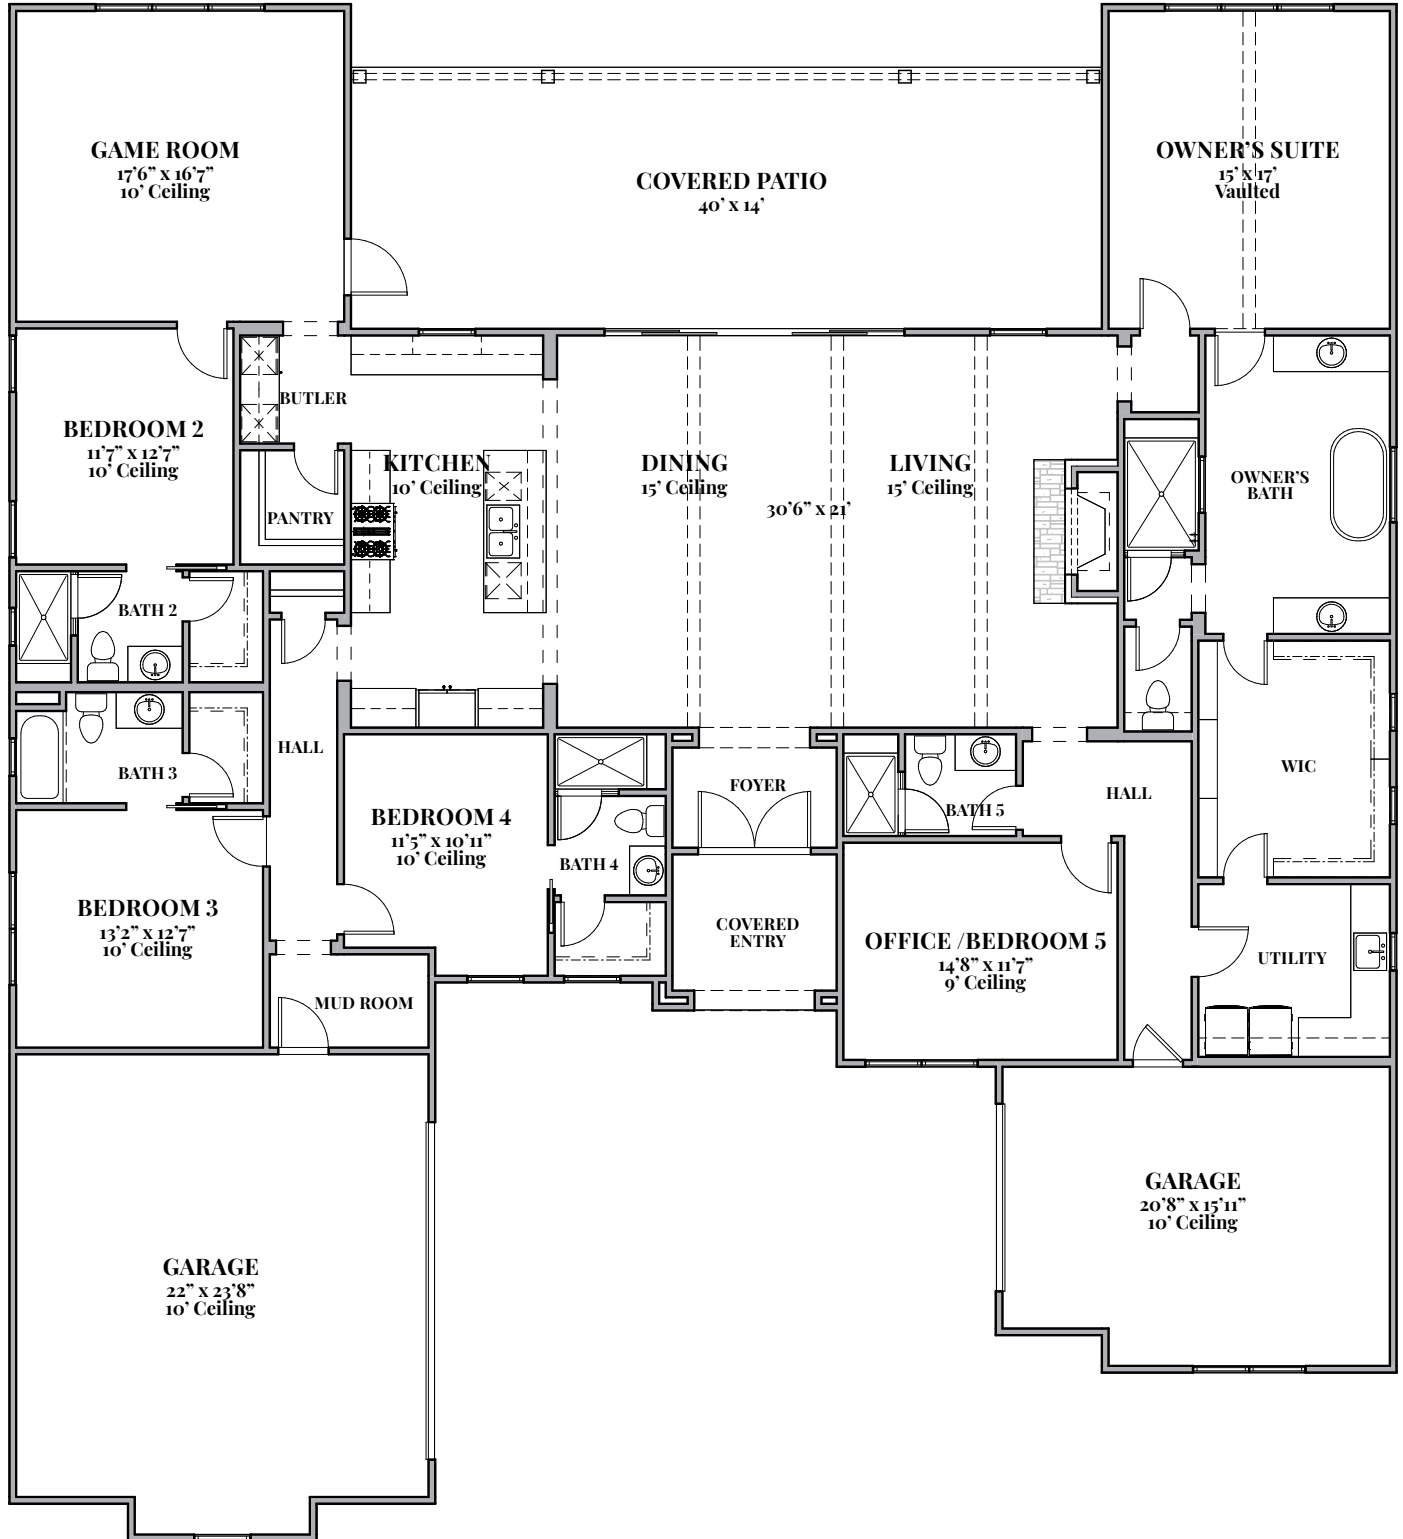 GAME ROOM
17’6” x 16’7”
10’ Ceiling
COVERED PATIO
40’ x 14’
OWNER’S SUITE
15’ x 17’
Vaulted
BUTLER
BEDROOM 2
11’7” x 12’7”
10’ Ceiling
KITCHEN
10’ Ceiling
DINING
15’ Ceiling
LIVING
15’ Ceiling
30’6” x 21’
OWNER’S
BATH
PANTRY
BATH 2
HALL
BATH 3
FOYER
BATH 5
HALL
WIC
BEDROOM 4
11’5” x 10’11”
10’ Ceiling
BATH 4
BEDROOM 3
13’2” x 12’7”
10’ Ceiling
COVERED
ENTRY
OFFICE /BEDROOM 5
14’8” x 11’7”
9’ Ceiling
UTILITY
MUD ROOM
GARAGE
20’8” x 15’11”
10’ Ceiling
GARAGE
22” x 23’8”
10’ Ceiling